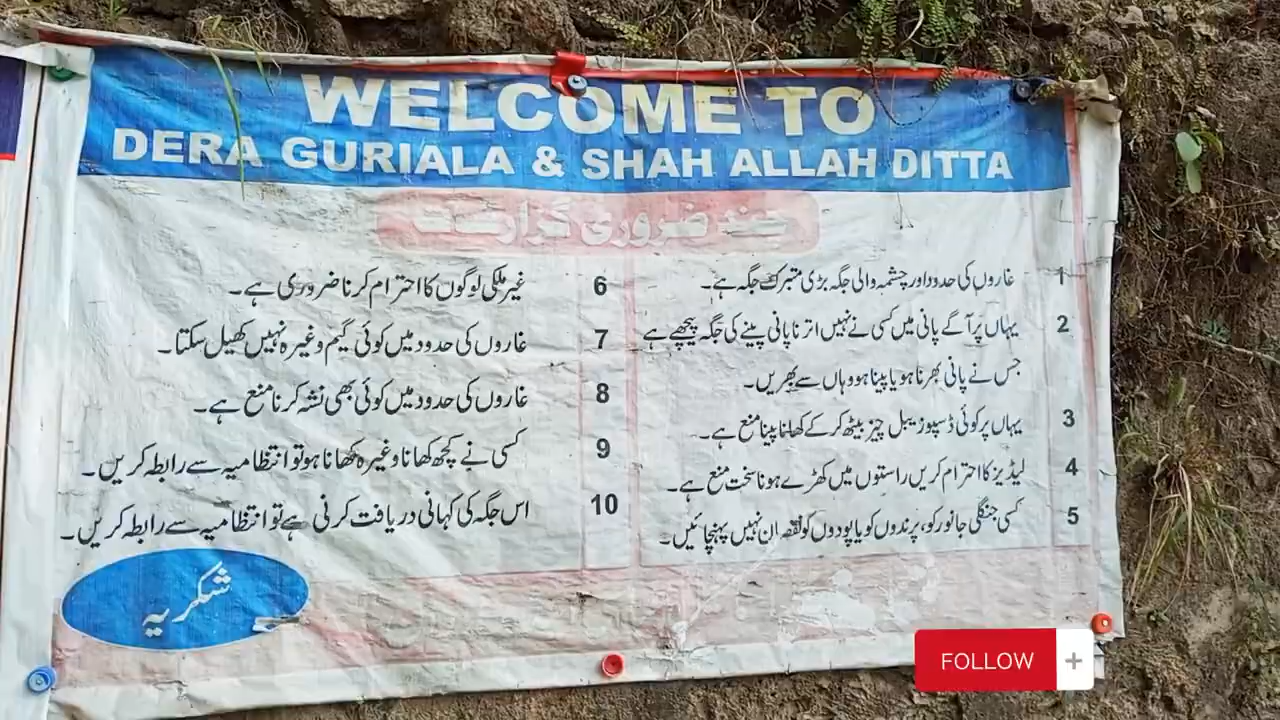 WELCOME TO
DERA GURIALA & SHAH ALLAH DITTA
چند ضروری گزارشات
1 غاروں کی حدود اور چشمہ والی جگہ بڑی متبرک جگہ ہے۔
2 یہاں پر آگے پانی میں کسی نے نہیں اترنا پانی پینے کی جگہ پیچھے ہے
جس نے پانی بھرنا ہو یا پینا ہو وہاں سے بھریں۔
3 یہاں پر کوئی ڈسپوزیبل چیز بیٹھ کر کے کھانا پینا منع ہے۔
4 لیڈیز کا احترام کریں راستوں میں کھڑے ہونا سخت منع ہے۔
5 کسی جنگلی جانور کو، پرندوں کو یا پودوں کو نقصان نہیں پہنچائیں۔
6 غیر ملکی لوگوں کا احترام کرنا ضروری ہے۔
7 غاروں کی حدود میں کوئی گیم وغیرہ نہیں کھیل سکتا۔
8 غاروں کی حدود میں کوئی بھی نشہ کرنا منع ہے۔
9 کسی نے کچھ کھانا وغیرہ کھانا ہو تو انتظامیہ سے رابطہ کریں۔
10 اس جگہ کی کہانی دریافت کرنی ہے تو انتظامیہ سے رابطہ کریں۔
شکریہ
FOLLOW +